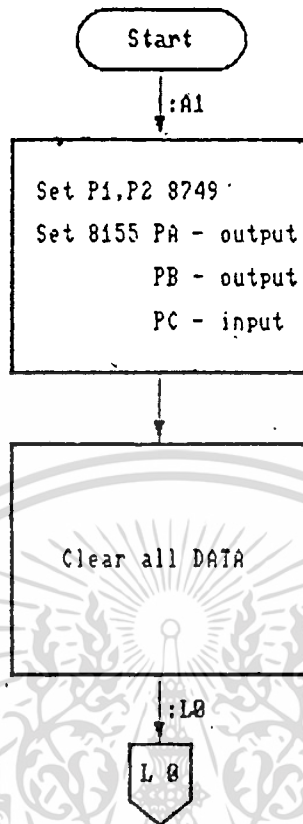 Start
:A1
Set P1,P2 8749
Set 8155 PA - output
PB - output
PC - input
Clear all DATA
:L0
L 0